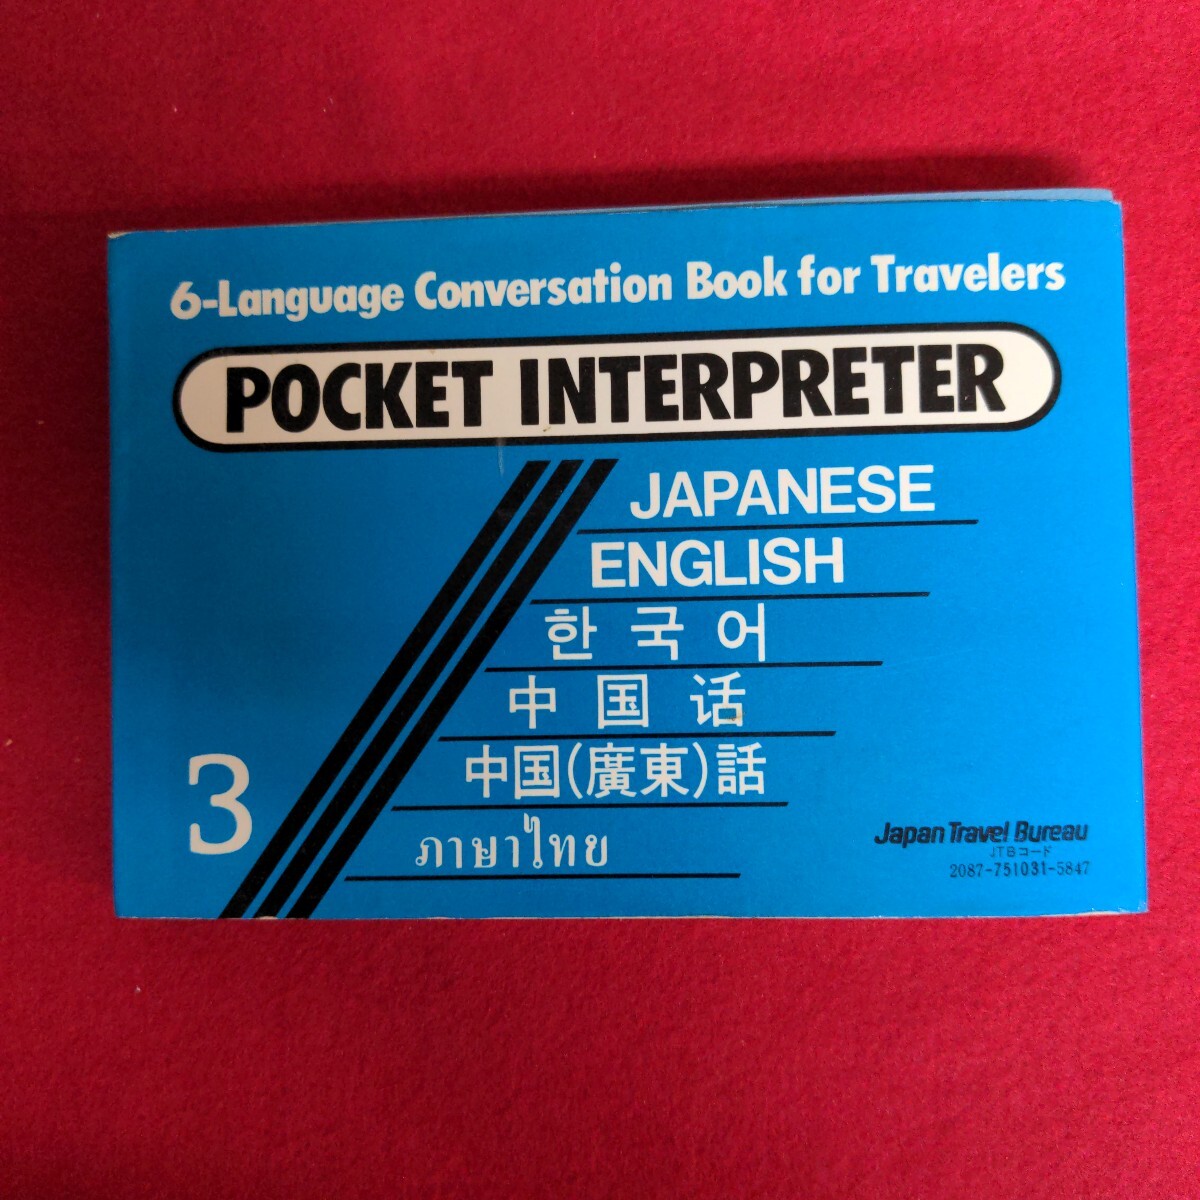 6-Language Conversation Book for Travelers
POCKET INTERPRETER
JAPANESE
ENGLISH
한국어
中国话
中国(廣東)話
ภาษาไทย
3
Japan Travel Bureau
JTBコード
2087-751031-5847